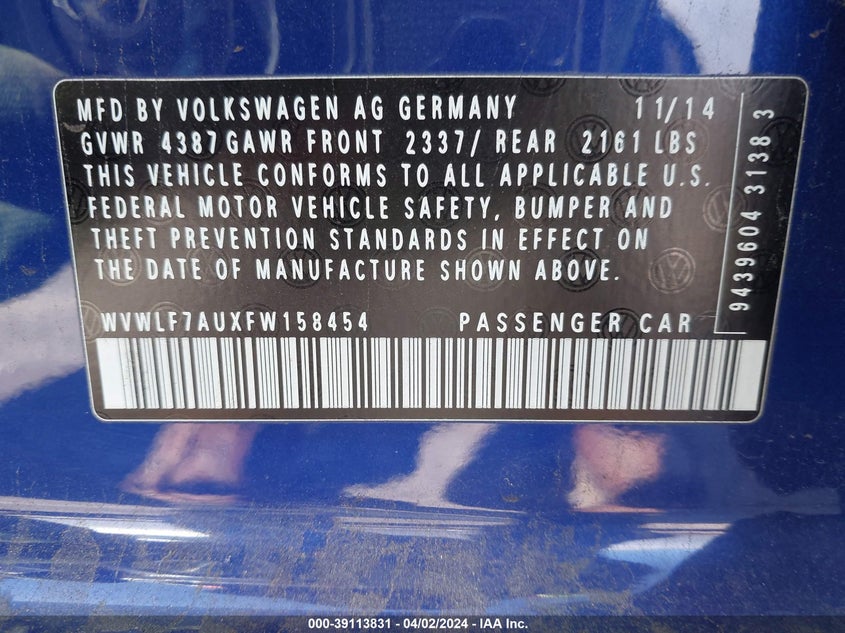 MFD BY VOLKSWAGEN AG GERMANY 11/14
GVWR 4387GAWR FRONT 2337/ REAR 2161 LBS
THIS VEHICLE CONFORMS TO ALL APPLICABLE U.S.
FEDERAL MOTOR VEHICLE SAFETY, BUMPER AND
THEFT PREVENTION STANDARDS IN EFFECT ON
THE DATE OF MANUFACTURE SHOWN ABOVE.
WVWLF7AUXFW158454 PASSENGER CAR
9439604 3138 3
000-39113831 - 04/02/2024 - IAA Inc.